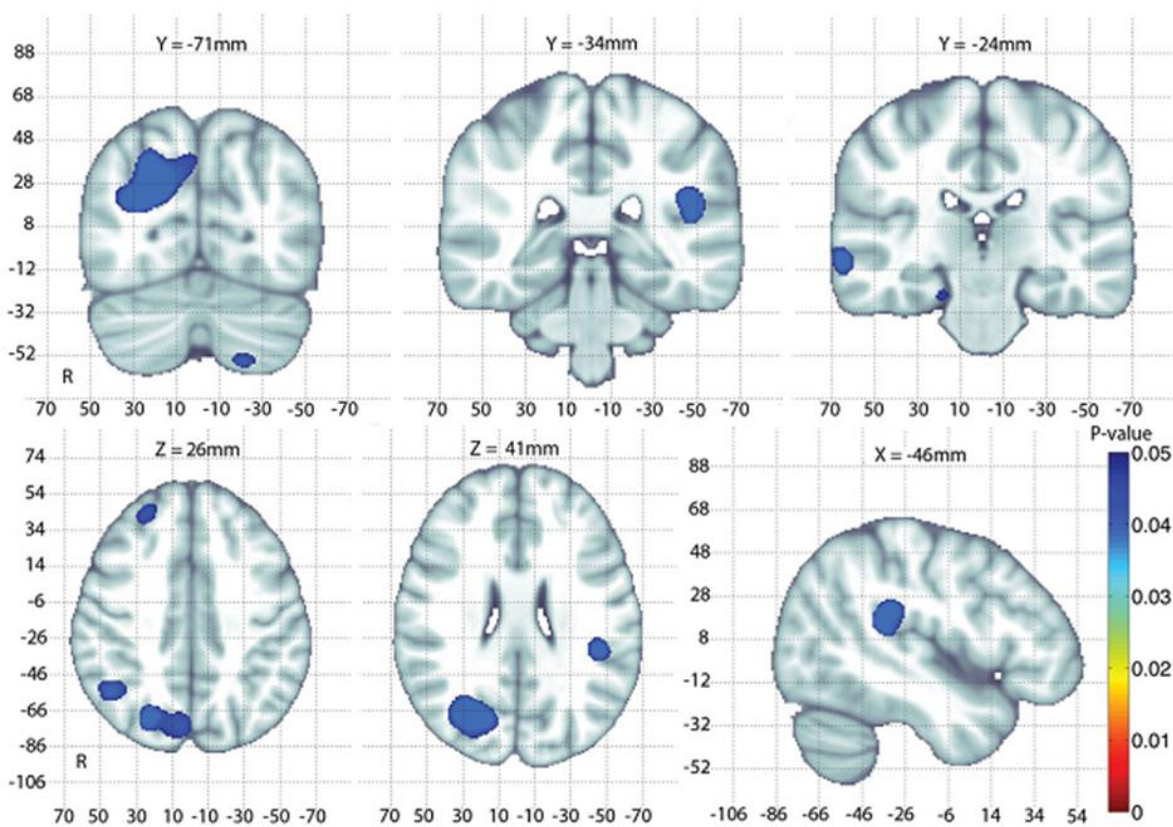 Y = -71mm
Y = -34mm
Y = -24mm
88
68
48
28
8
-12
-32
-52
R
70 50 30 10 -10 -30 -50 -70
70 50 30 10 -10 -30 -50 -70
70 50 30 10 -10 -30 -50 -70
Z = 26mm
Z = 41mm
X = -46mm
P-value
74
54
34
14
-6
-26
-46
-66
-86
-106
R
88
68
48
28
8
-12
-32
-52
0.05
0.04
0.03
0.02
0.01
0
70 50 30 10 -10 -30 -50 -70
70 50 30 10 -10 -30 -50 -70
-106 -86 -66 -46 -26 -6 14 34 54